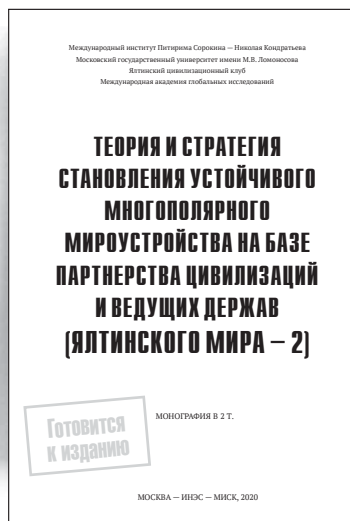 Международный институт Питирима Сорокина — Николая Кондратьева
Московский государственный университет имени М.В. Ломоносова
Ялтинский цивилизационный клуб
Международная академия глобальных исследований
ТЕОРИЯ И СТРАТЕГИЯ
СТАНОВЛЕНИЯ УСТОЙЧИВОГО
МНОГОПОЛЯРНОГО
МИРОУСТРОЙСТВА НА БАЗЕ
ПАРТНЕРСТВА ЦИВИЛИЗАЦИЙ
И ВЕДУЩИХ ДЕРЖАВ
(ЯЛТИНСКОГО МИРА – 2)
Готовится
к изданию
МОНОГРАФИЯ В 2 Т.
МОСКВА — ИНЭС — МИСК, 2020